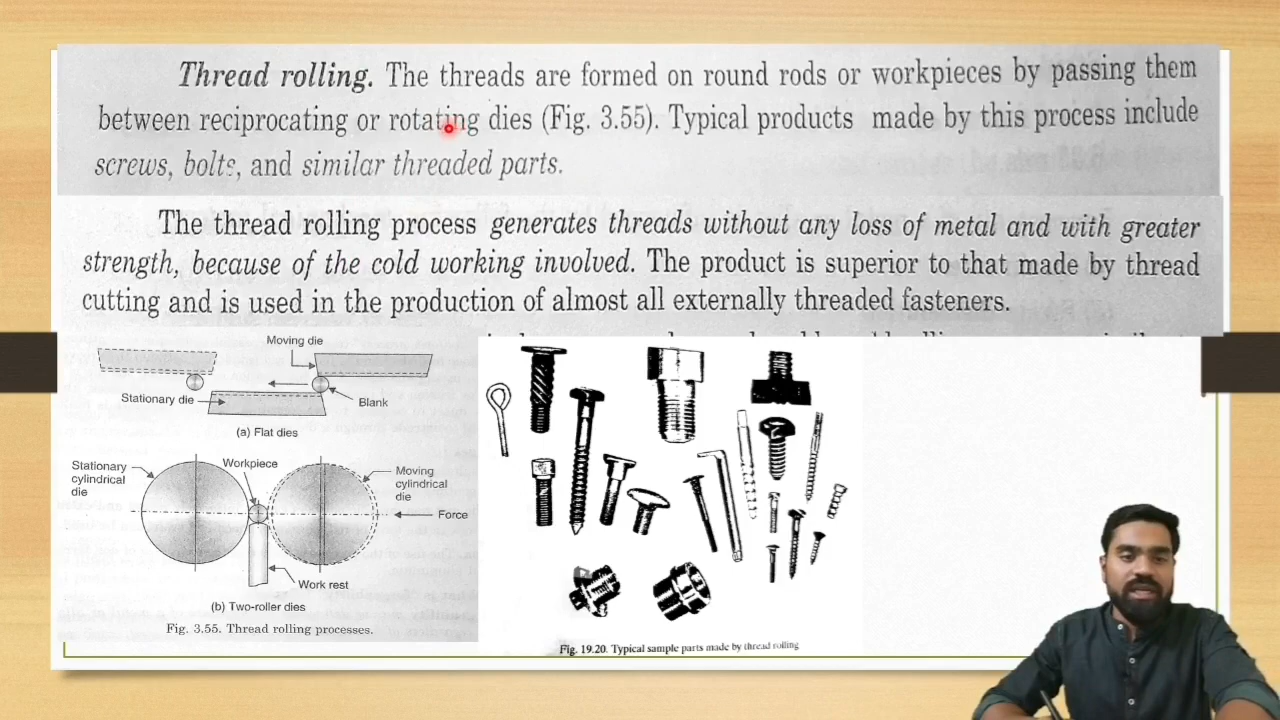 Thread rolling. The threads are formed on round rods or workpieces by passing them
between reciprocating or rotating dies (Fig. 3.55). Typical products made by this process include
screws, bolts, and similar threaded parts.
The thread rolling process generates threads without any loss of metal and with greater
strength, because of the cold working involved. The product is superior to that made by thread
cutting and is used in the production of almost all externally threaded fasteners.
Moving die
Stationary die
Blank
(a) Flat dies
Stationary
cylindrical
die
Workpiece
Moving
cylindrical
die
Force
Work rest
(b) Two-roller dies
Fig. 3.55. Thread rolling processes.
Fig. 19.20. Typical sample parts made by thread rolling